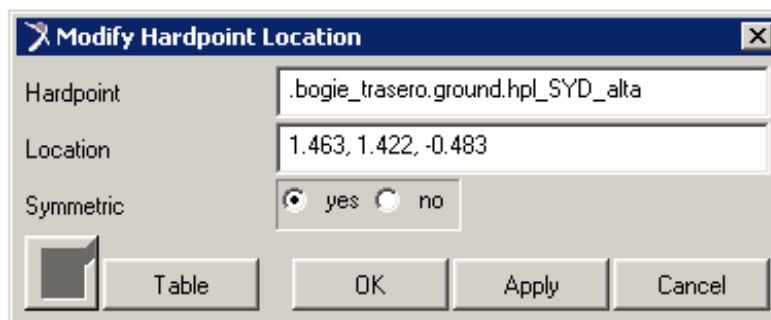 Modify Hardpoint Location
Hardpoint .bogie_trasero.ground.hpl_SYD_alta
Location 1.463, 1.422, -0.483
Symmetric yes no
Table OK Apply Cancel